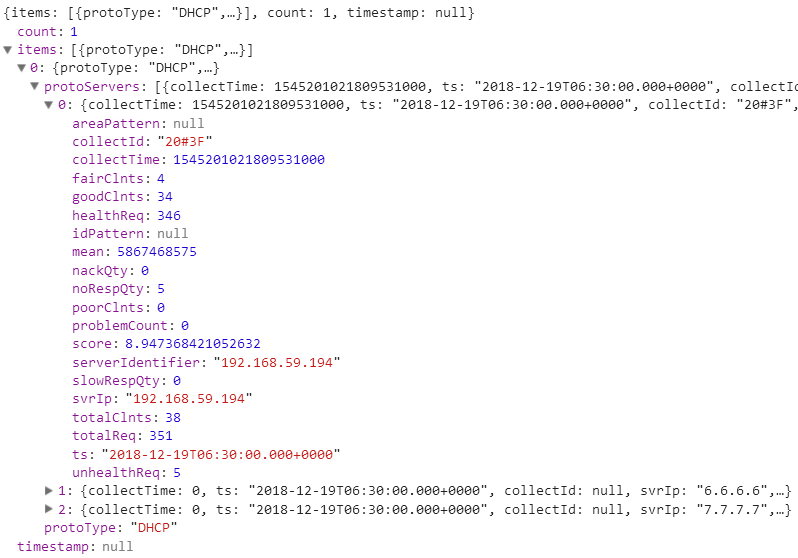 {items: [{protoType: "DHCP",…}], count: 1, timestamp: null}
count: 1
▼ items: [{protoType: "DHCP",…}]
▼ 0: {protoType: "DHCP",…}
▼ protoServers: [{collectTime: 1545201021809531000, ts: "2018-12-19T06:30:00.000+0000", collectId
▼ 0: {collectTime: 1545201021809531000, ts: "2018-12-19T06:30:00.000+0000", collectId: "20#3F",
areaPattern: null
collectId: "20#3F"
collectTime: 1545201021809531000
fairClnts: 4
goodClnts: 34
healthReq: 346
idPattern: null
mean: 5867468575
nackQty: 0
noRespQty: 5
poorClnts: 0
problemCount: 0
score: 8.947368421052632
serverIdentifier: "192.168.59.194"
slowRespQty: 0
svrIp: "192.168.59.194"
totalClnts: 38
totalReq: 351
ts: "2018-12-19T06:30:00.000+0000"
unhealthReq: 5
▶ 1: {collectTime: 0, ts: "2018-12-19T06:30:00.000+0000", collectId: null, svrIp: "6.6.6.6",…}
▶ 2: {collectTime: 0, ts: "2018-12-19T06:30:00.000+0000", collectId: null, svrIp: "7.7.7.7",…}
protoType: "DHCP"
timestamp: null